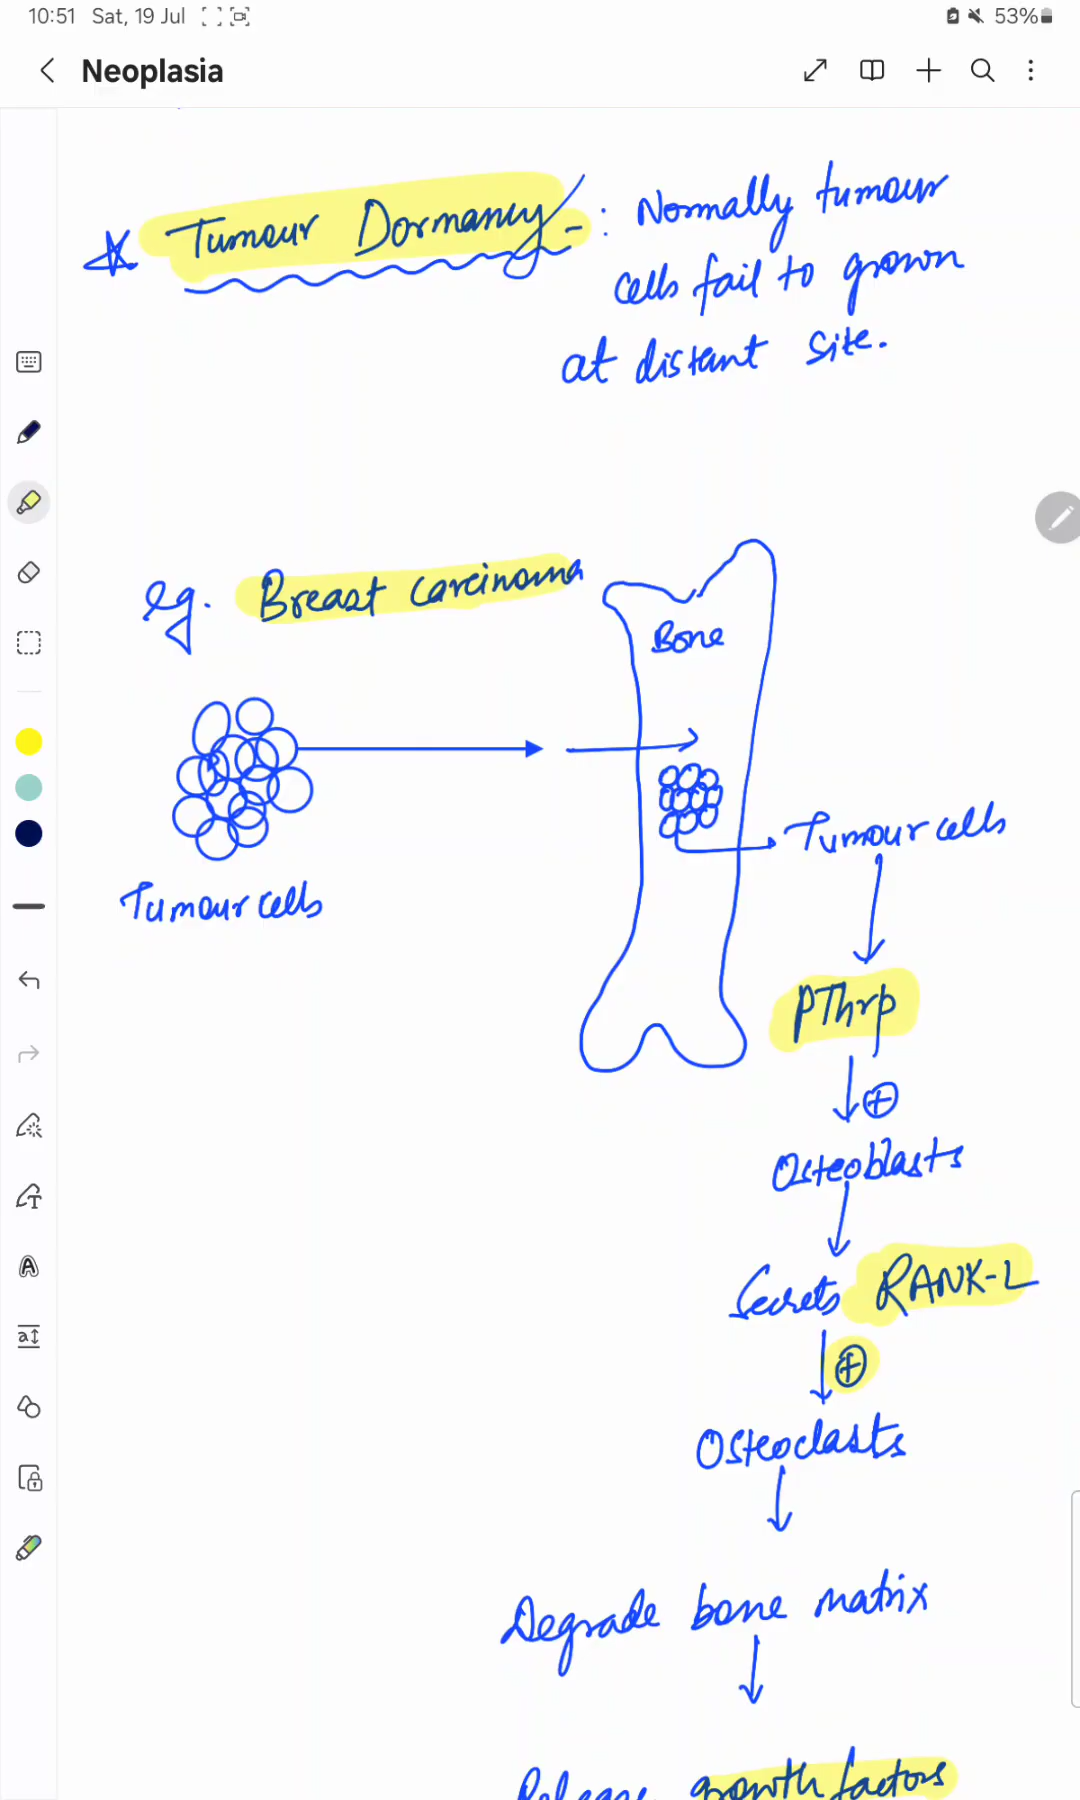 10:51 Sat, 19 Jul 53%
Neoplasia
Tumour Dormancy - : Normally tumour
cells fail to grown
at distant site.
eg. Breast carcinoma
Bone
Tumour cells
Tumour cells
PThrp
+
Osteoblasts
Secrets RANK-L
+
Osteoclasts
Degrade bone matrix
Release growth factors